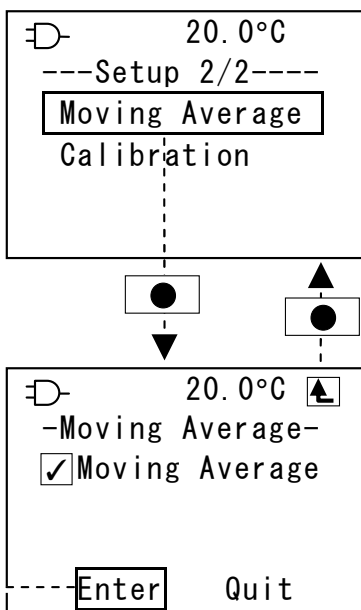 20.0°C
---Setup 2/2----
Moving Average
Calibration
20.0°C
-Moving Average-
✓Moving Average
Enter Quit